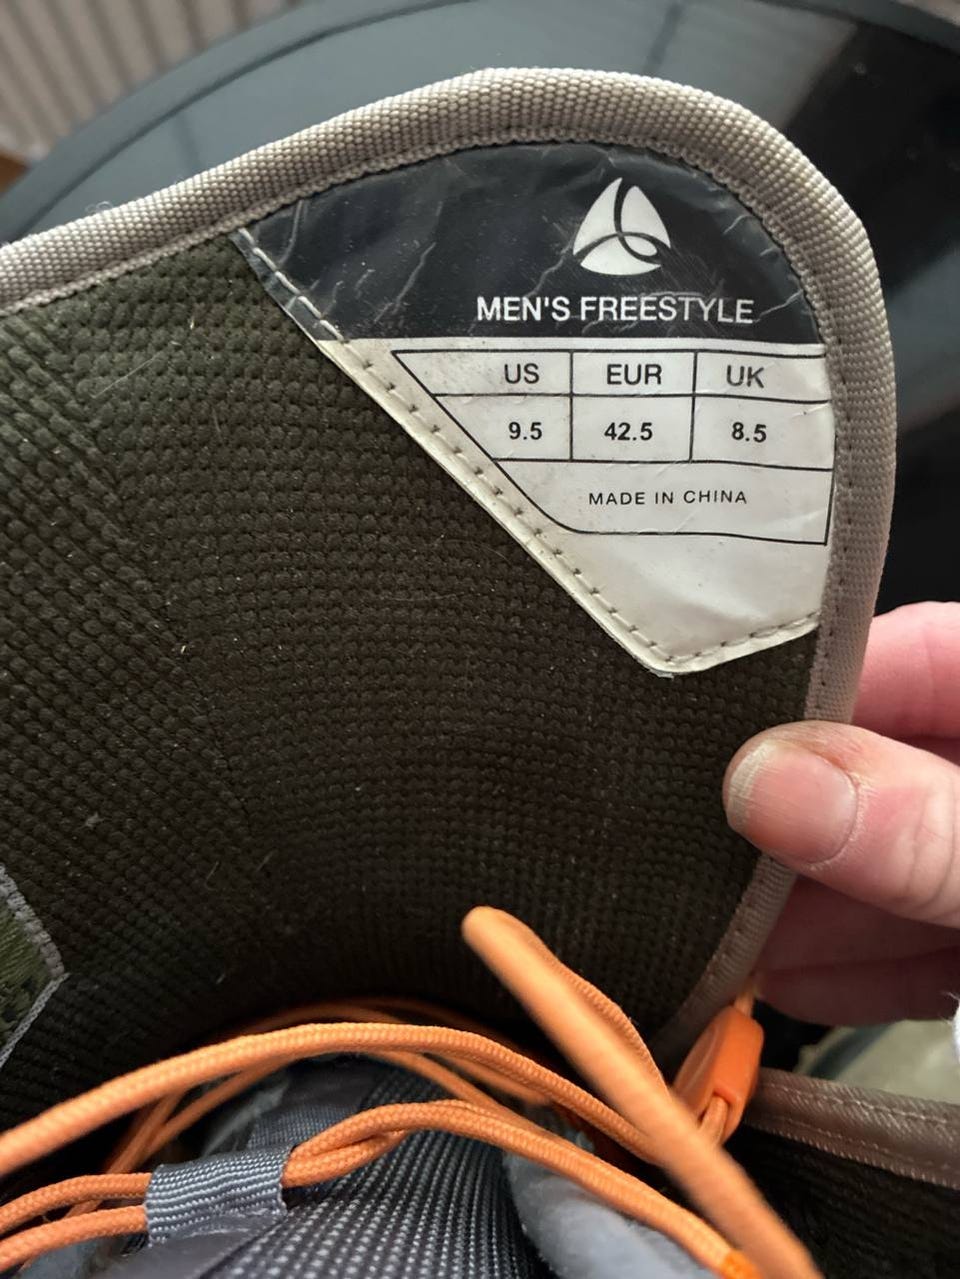 MEN'S FREESTYLE
US EUR UK
9.5 42.5 8.5
MADE IN CHINA